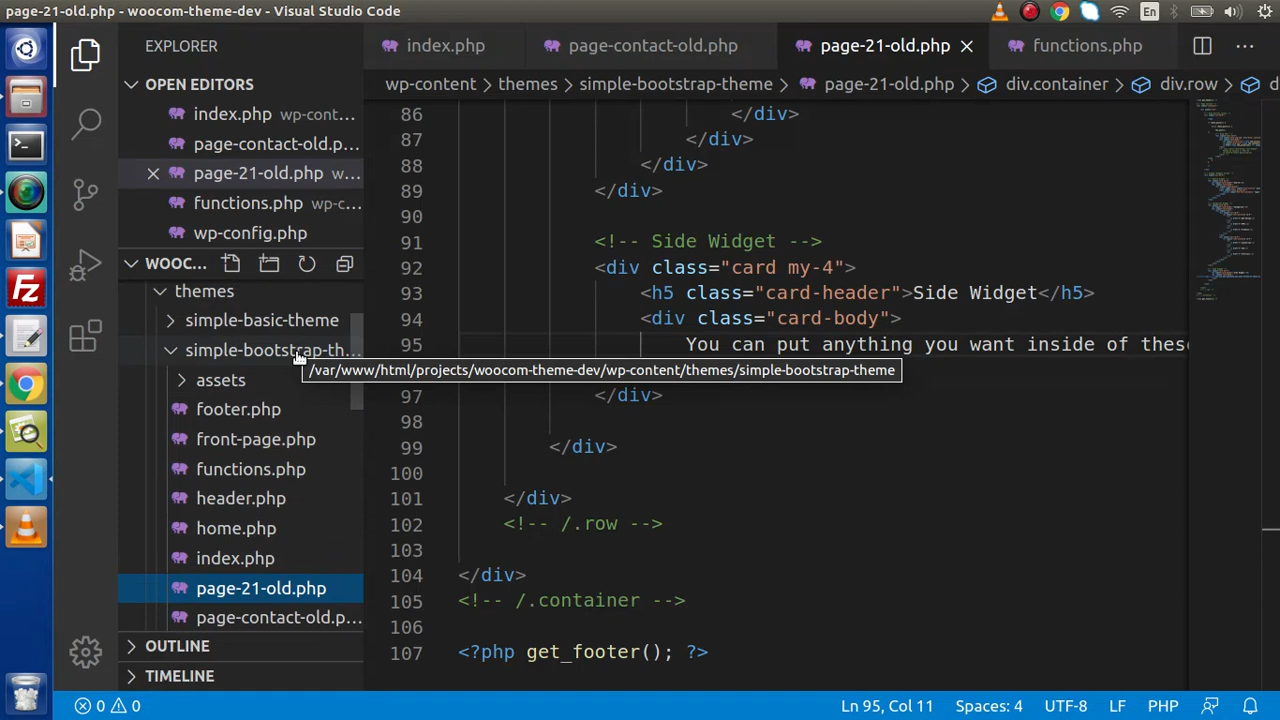 page-21-old.php - woocom-theme-dev - Visual Studio Code
En
EXPLORER
index.php
page-contact-old.php
page-21-old.php
functions.php
OPEN EDITORS
index.php wp-cont...
page-contact-old.p...
page-21-old.php w...
functions.php wp-c...
wp-config.php
wp-content > themes > simple-bootstrap-theme > page-21-old.php > div.container > div.row > d
WOOC...
themes
simple-basic-theme
simple-bootstrap-th...
/var/www/html/projects/woocom-theme-dev/wp-content/themes/simple-bootstrap-theme
assets
footer.php
front-page.php
functions.php
header.php
home.php
index.php
page-21-old.php
page-contact-old.p...
OUTLINE
TIMELINE
86 </div>
87 </div>
88 </div>
89 </div>
90
91 <!-- Side Widget -->
92 <div class="card my-4">
93 <h5 class="card-header">Side Widget</h5>
94 <div class="card-body">
95 You can put anything you want inside of these
97 </div>
98
99 </div>
100
101 </div>
102 <!-- /.row -->
103
104 </div>
105 <!-- /.container -->
106
107 <?php get_footer(); ?>
0 0
Ln 95, Col 11 Spaces: 4 UTF-8 LF PHP